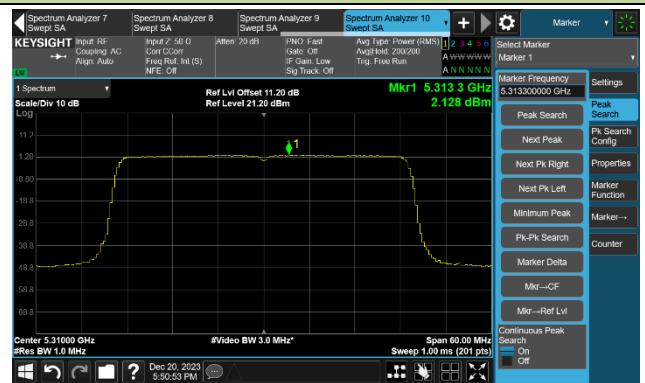 Spectrum Analyzer 7
Swept SA
Spectrum Analyzer 8
Swept SA
Spectrum Analyzer 9
Swept SA
Spectrum Analyzer 10
Swept SA
Marker
KEYSIGHT
Input: RF
Coupling: AC
Align: Auto
Input Z: 50 Ω
Corr CCorr
Freq Ref: Int (S)
NFE: Off
Atten: 20 dB
PNO: Fast
Gate: Off
IF Gain: Low
Sig Track: Off
Avg Type: Power (RMS)
Avg|Hold: 200/200
Trig: Free Run
1 2 3 4 5 6
A W W W W W
A N N N N N
Select Marker
Marker 1
1 Spectrum
Scale/Div 10 dB
Log
Ref Lvl Offset 11.20 dB
Ref Level 21.20 dBm
Mkr1 5.313 3 GHz
2.128 dBm
11.2
1.20
-8.80
-18.8
-28.8
-38.8
-48.8
-58.8
-68.8
1
Center 5.31000 GHz
#Res BW 1.0 MHz
#Video BW 3.0 MHz*
Span 60.00 MHz
Sweep 1.00 ms (201 pts)
Marker Frequency
5.313300000 GHz
Peak Search
Next Peak
Next Pk Right
Next Pk Left
Minimum Peak
Pk-Pk Search
Marker Delta
Mkr→CF
Mkr→Ref Lvl
Continuous Peak
Search
On
Off
Settings
Peak
Search
Pk Search
Config
Properties
Marker
Function
Marker→
Counter
Dec 20, 2023
5:50:53 PM